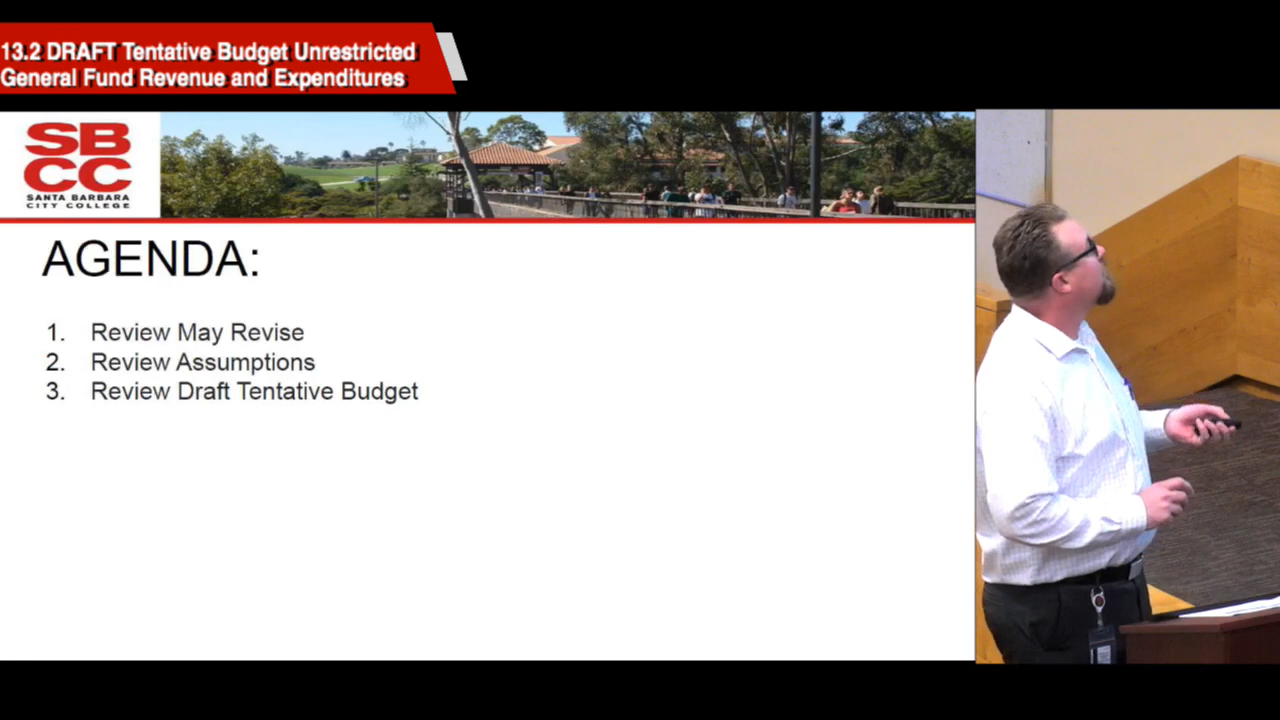 13.2 DRAFT Tentative Budget Unrestricted
General Fund Revenue and Expenditures
SB
CC
SANTA BARBARA
CITY COLLEGE
AGENDA:
1. Review May Revise
2. Review Assumptions
3. Review Draft Tentative Budget